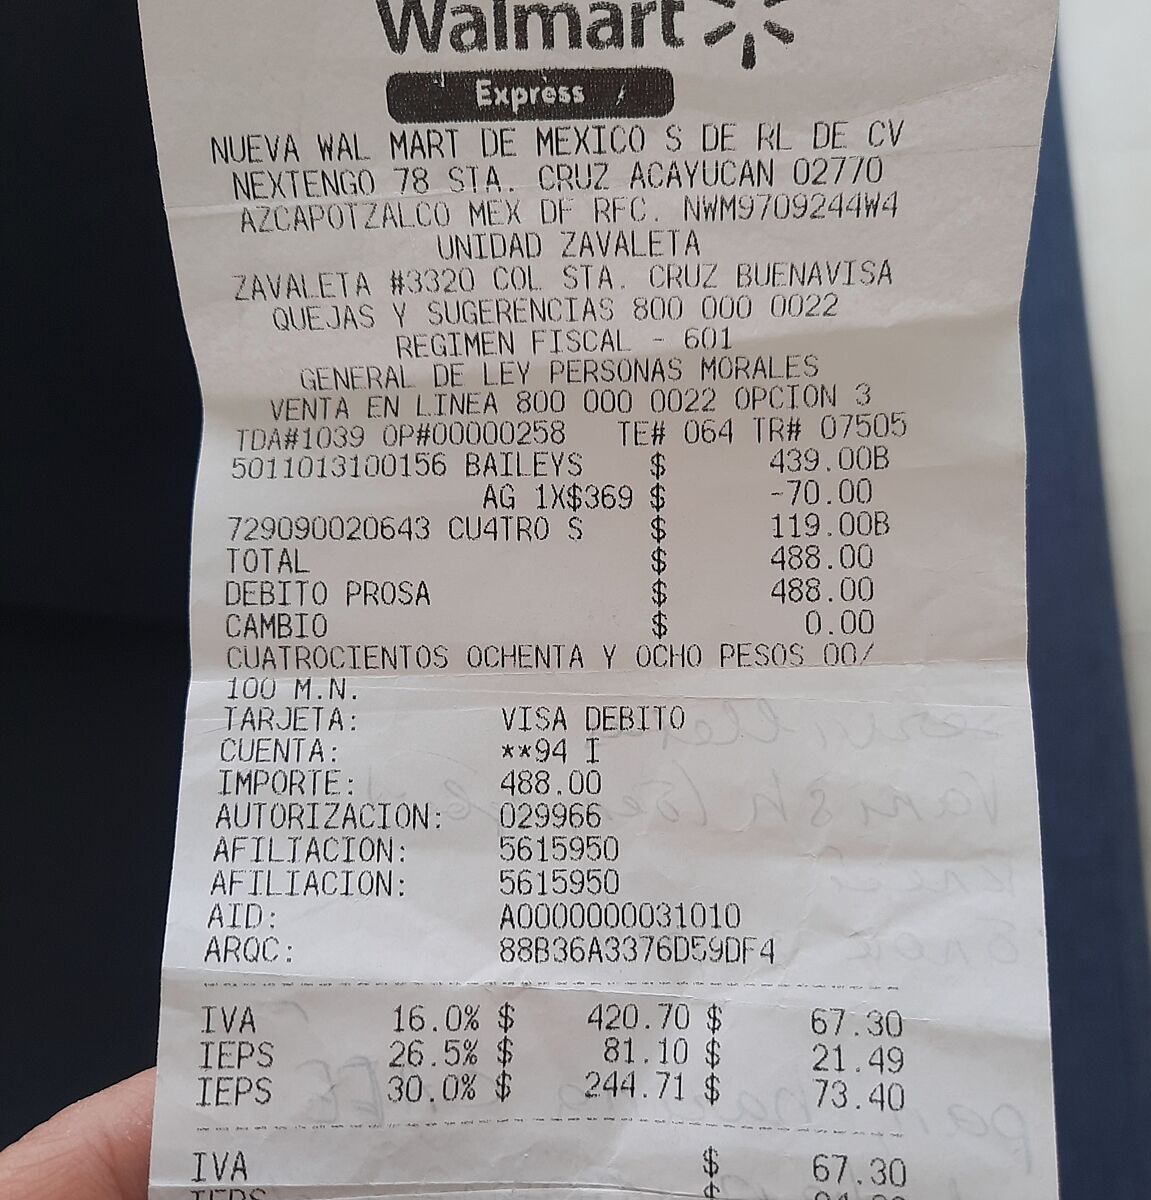 Walmart
Express
NUEVA WAL MART DE MEXICO S DE RL DE CV
NEXTENGO 78 STA. CRUZ ACAYUCAN 02770
AZCAPOTZALCO MEX DF RFC. NWM9709244W4
UNIDAD ZAVALETA
ZAVALETA #3320 COL STA. CRUZ BUENAVISA
QUEJAS Y SUGERENCIAS 800 000 0022
REGIMEN FISCAL - 601
GENERAL DE LEY PERSONAS MORALES
VENTA EN LINEA 800 000 0022 OPCION 3
TDA#1039 OP#00000258 TE# 064 TR# 07505
5011013100156 BAILEYS $ 439.00B
AG 1X$369 $ -70.00
729090020643 CU4TRO S $ 119.00B
TOTAL $ 488.00
DEBITO PROSA $ 488.00
CAMBIO $ 0.00
CUATROCIENTOS OCHENTA Y OCHO PESOS 00/
100 M.N.
TARJETA: VISA DEBITO
CUENTA: **94 I
IMPORTE: 488.00
AUTORIZACION: 029966
AFILIACION: 5615950
AFILIACION: 5615950
AID: A0000000031010
ARQC: 88B36A3376D59DF4
IVA 16.0% $ 420.70 $ 67.30
IEPS 26.5% $ 81.10 $ 21.49
IEPS 30.0% $ 244.71 $ 73.40
IVA $ 67.30
IEPS $